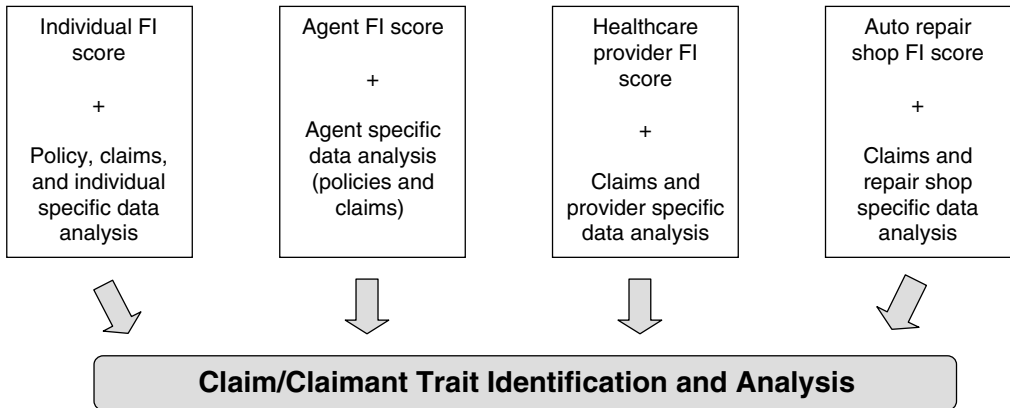 Individual FI
score
+
Policy, claims,
and individual
specific data
analysis
Agent FI score
+
Agent specific
data analysis
(policies and
claims)
Healthcare
provider FI
score
+
Claims and
provider specific
data analysis
Auto repair
shop FI score
+
Claims and
repair shop
specific data
analysis
Claim/Claimant Trait Identification and Analysis